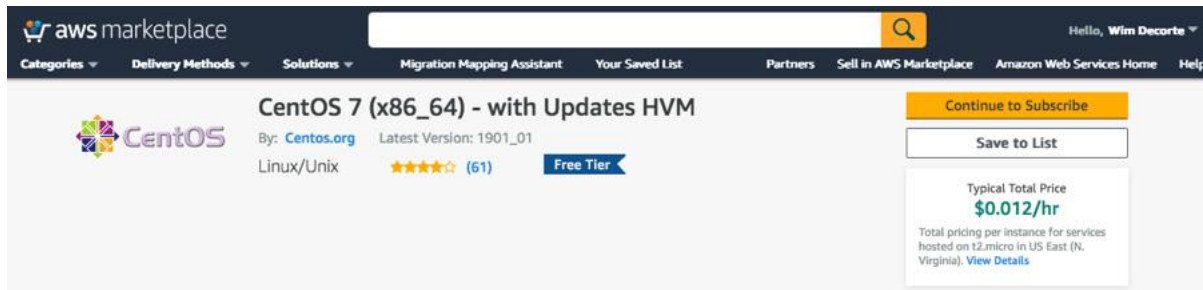 aws marketplace
Hello, Wim Decorte
Categories Delivery Methods Solutions Migration Mapping Assistant Your Saved List Partners Sell in AWS Marketplace Amazon Web Services Home Help
CentOS
CentOS 7 (x86_64) - with Updates HVM
By: Centos.org Latest Version: 1901_01
Linux/Unix (61) Free Tier
Continue to Subscribe
Save to List
Typical Total Price
$0.012/hr
Total pricing per instance for services
hosted on t2.micro in US East (N.
Virginia). View Details